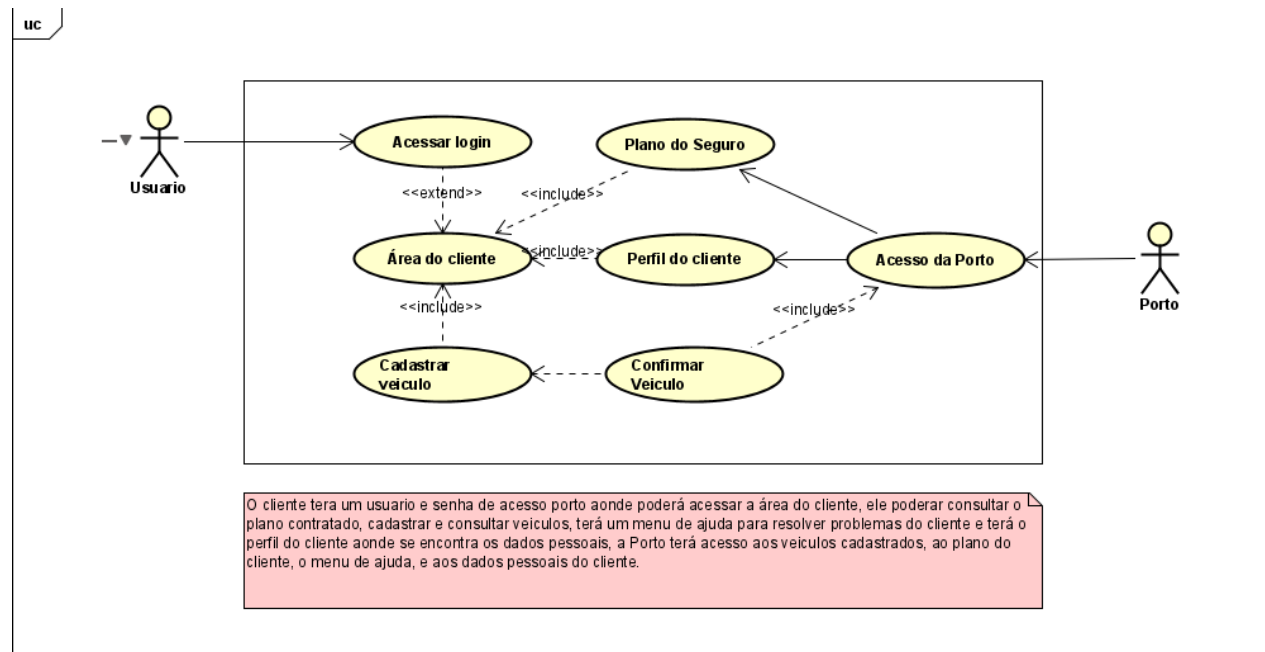 uc
Acessar login
Plano do Seguro
Usuario
<<extend>>
<<include>>
<<include>>
Área do cliente
Perfil do cliente
Acesso da Porto
Porto
<<include>>
<<include>>
Cadastrar
veiculo
Confirmar
Veiculo
O cliente tera um usuario e senha de acesso porto aonde poderá acessar a área do cliente, ele poderar consultar o
plano contratado, cadastrar e consultar veiculos, terá um menu de ajuda para resolver problemas do cliente e terá o
perfil do cliente aonde se encontra os dados pessoais, a Porto terá acesso aos veiculos cadastrados, ao plano do
cliente, o menu de ajuda, e aos dados pessoais do cliente.